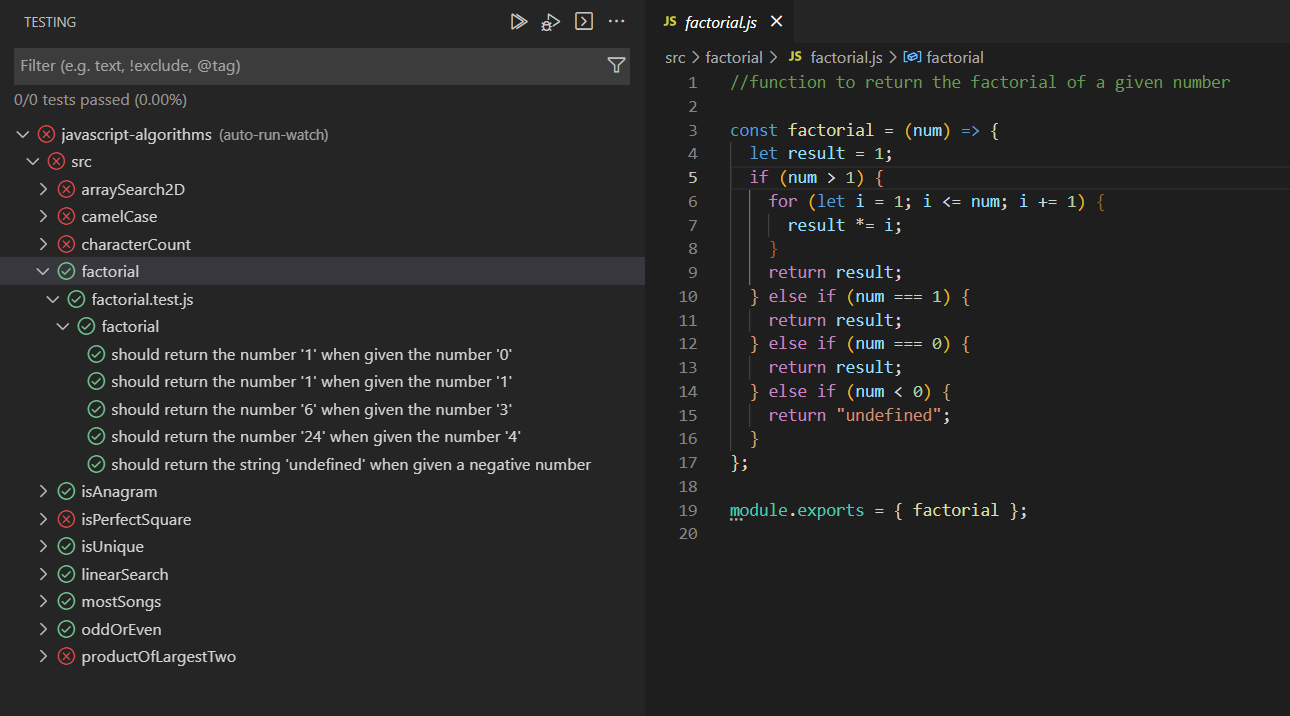 TESTING
Filter (e.g. text, !exclude, @tag)
0/0 tests passed (0.00%)
javascript-algorithms (auto-run-watch)
src
arraySearch2D
camelCase
characterCount
factorial
factorial.test.js
factorial
should return the number '1' when given the number '0'
should return the number '1' when given the number '1'
should return the number '6' when given the number '3'
should return the number '24' when given the number '4'
should return the string 'undefined' when given a negative number
isAnagram
isPerfectSquare
isUnique
linearSearch
mostSongs
oddOrEven
productOfLargestTwo
JS factorial.js
src > factorial > JS factorial.js > factorial
1 //function to return the factorial of a given number
2
3 const factorial = (num) => {
4 let result = 1;
5 if (num > 1) {
6 for (let i = 1; i <= num; i += 1) {
7 result *= i;
8 }
9 return result;
10 } else if (num === 1) {
11 return result;
12 } else if (num === 0) {
13 return result;
14 } else if (num < 0) {
15 return "undefined";
16 }
17 };
18
19 module.exports = { factorial };
20